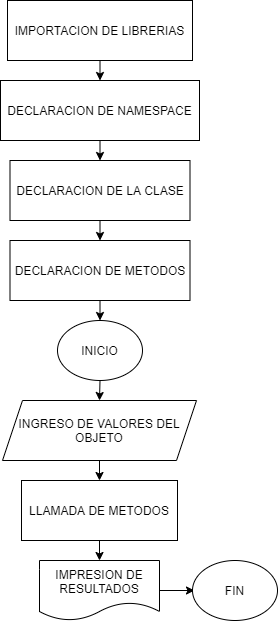 IMPORTACION DE LIBRERIAS
DECLARACION DE NAMESPACE
DECLARACION DE LA CLASE
DECLARACION DE METODOS
INICIO
INGRESO DE VALORES DEL
OBJETO
LLAMADA DE METODOS
IMPRESION DE
RESULTADOS
FIN